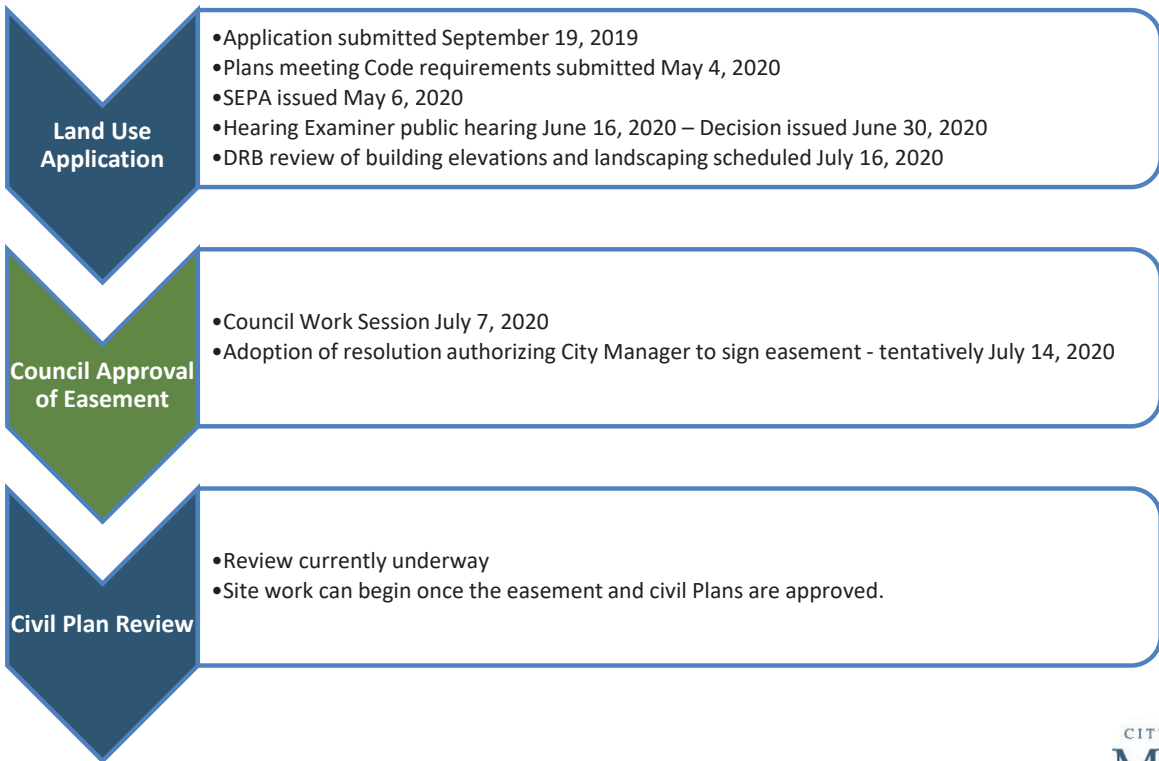 Land Use
Application
•Application submitted September 19, 2019
•Plans meeting Code requirements submitted May 4, 2020
•SEPA issued May 6, 2020
•Hearing Examiner public hearing June 16, 2020 – Decision issued June 30, 2020
•DRB review of building elevations and landscaping scheduled July 16, 2020
Council Approval
of Easement
•Council Work Session July 7, 2020
•Adoption of resolution authorizing City Manager to sign easement - tentatively July 14, 2020
Civil Plan Review
•Review currently underway
•Site work can begin once the easement and civil Plans are approved.